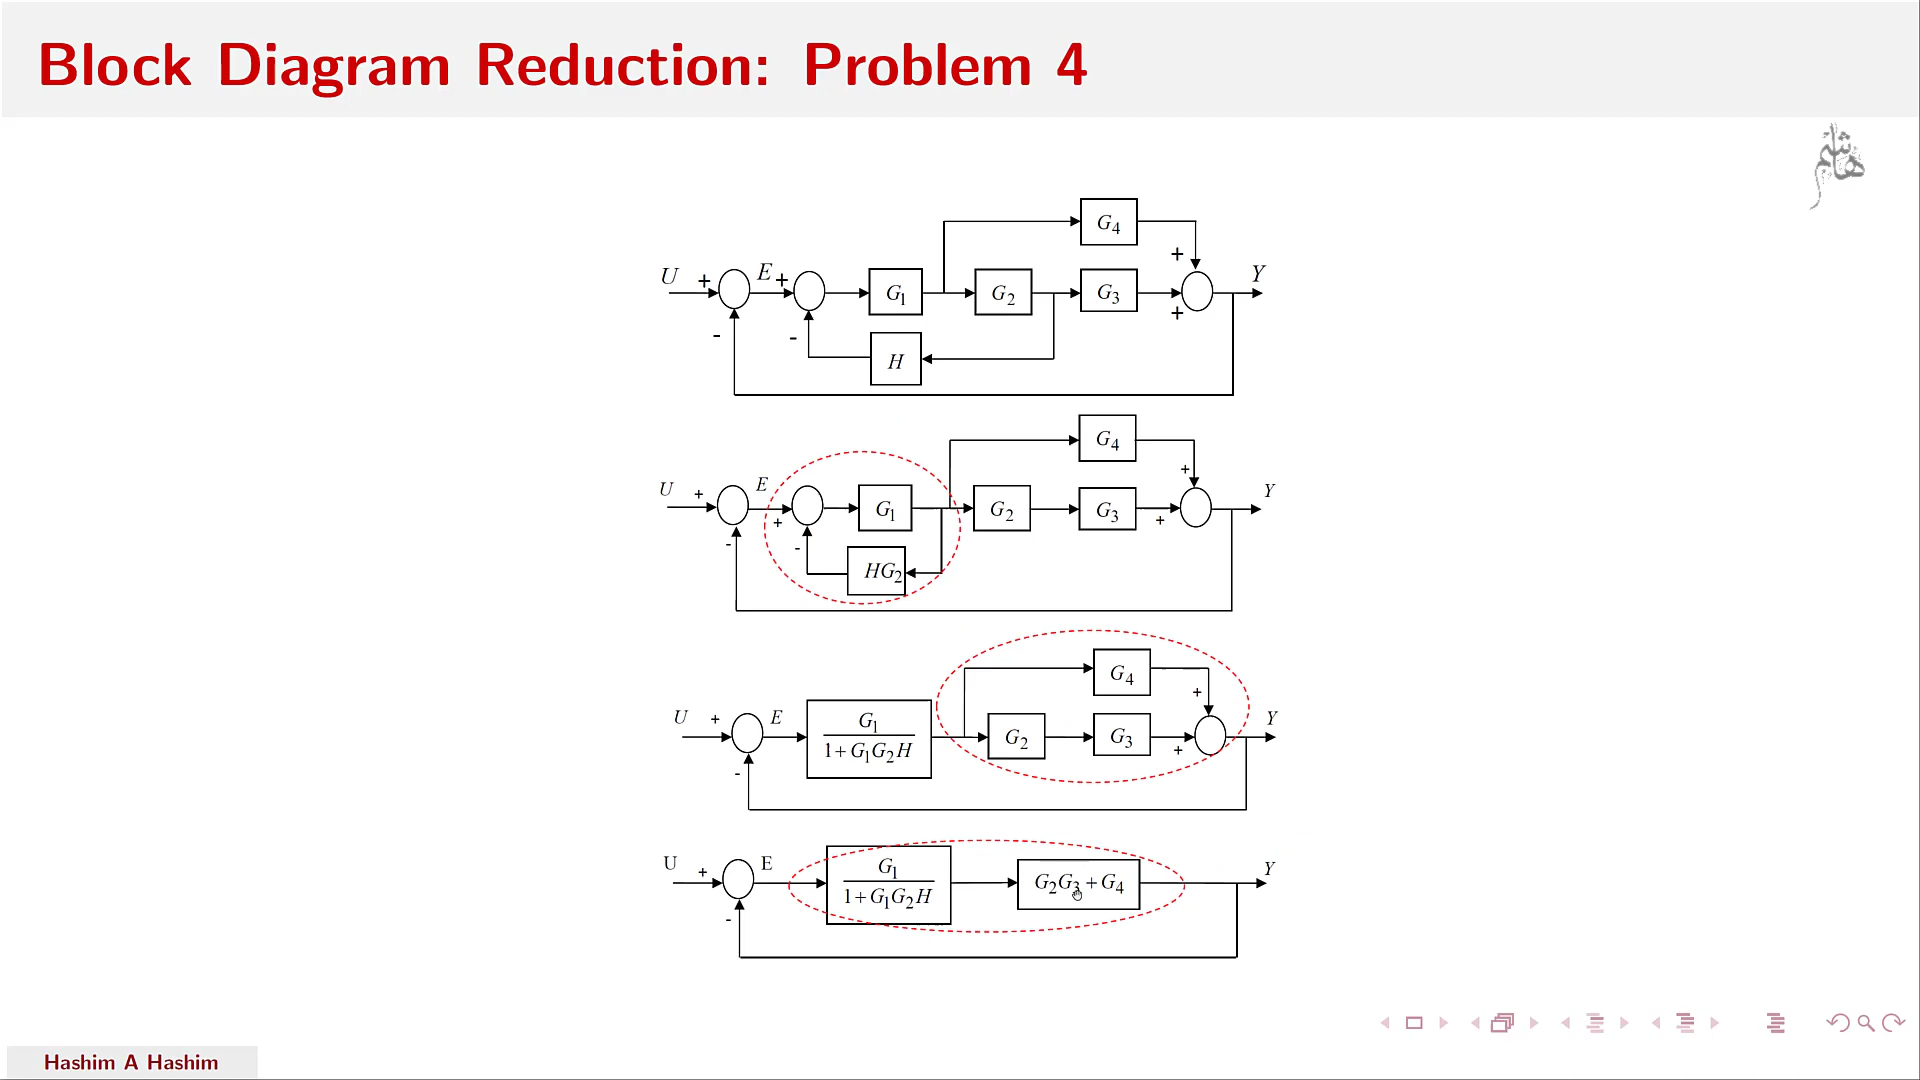 Block Diagram Reduction: Problem 4
هاشم
G4
U + E + G1 G2 G3 + + Y
- - H
G4
U + E + G1 G2 G3 + + Y
- - HG2
G4
U + E G1 G2 G3 + + Y
1+G1G2H
-
U + E G1 G2G3+G4 Y
1+G1G2H
-
Hashim A Hashim